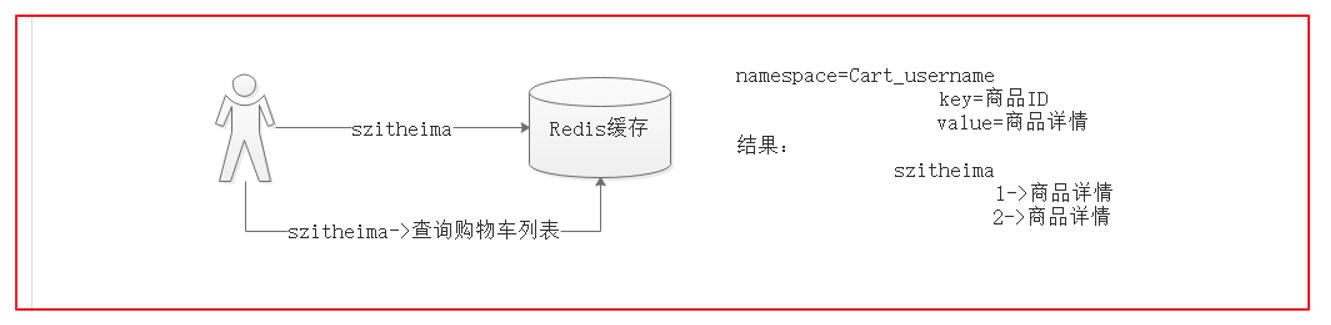 szitheima
Redis缓存
szitheima->查询购物车列表
namespace=Cart_username
key=商品ID
value=商品详情
结果：
szitheima
1->商品详情
2->商品详情